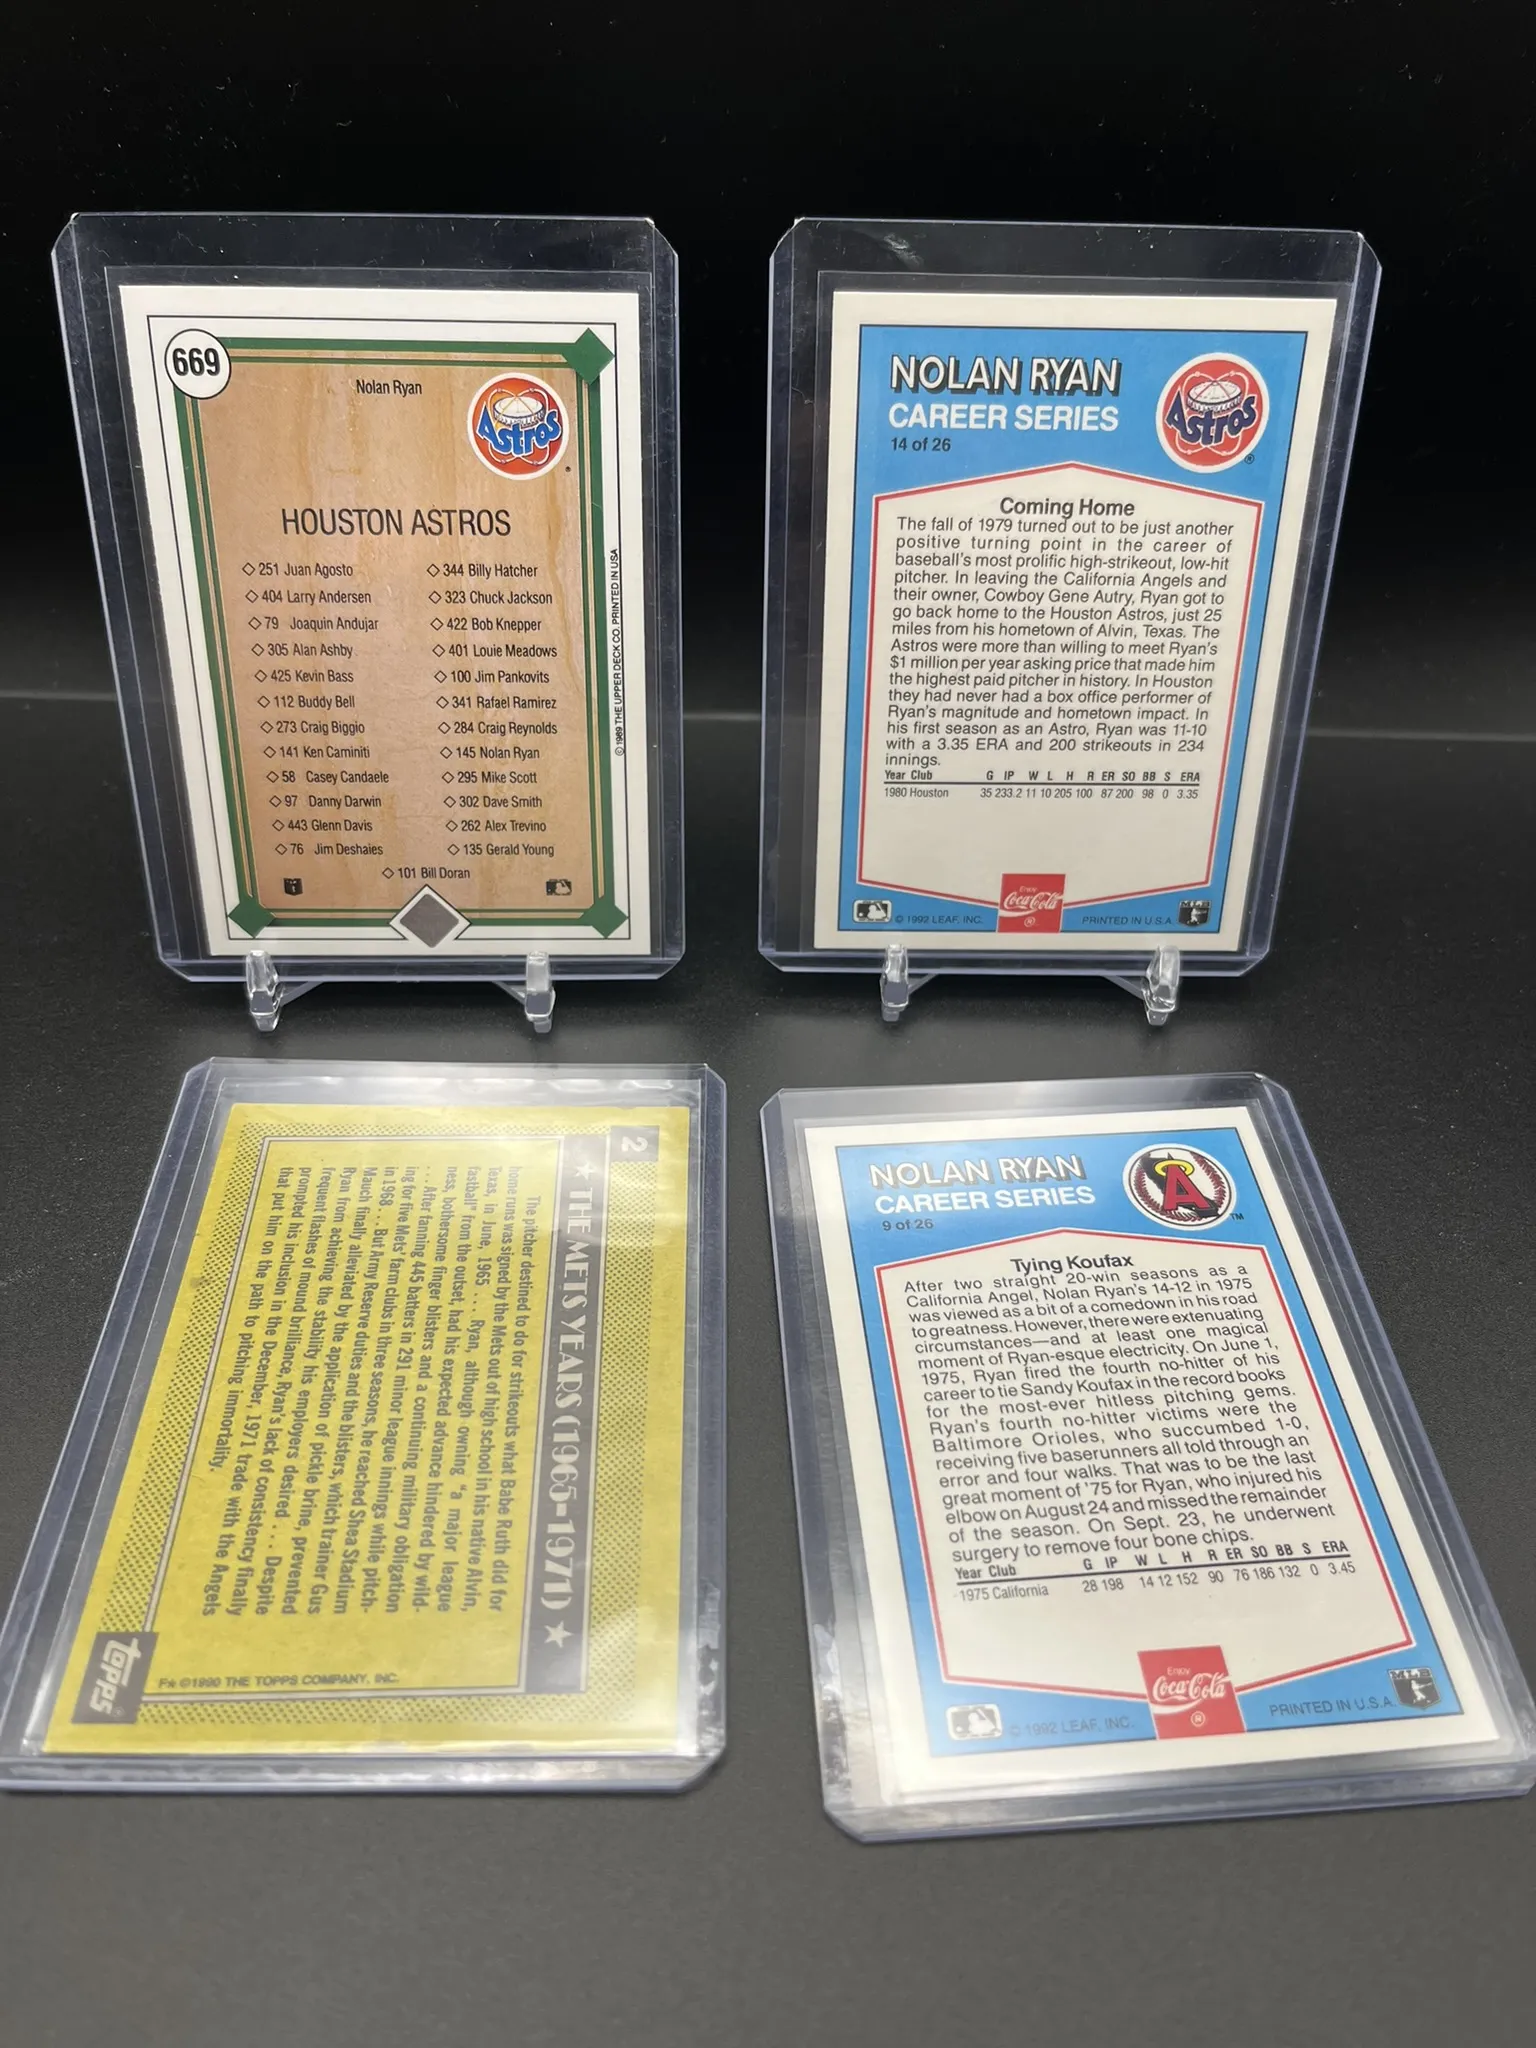 669
Nolan Ryan
Astros
HOUSTON ASTROS
251 Juan Agosto
404 Larry Andersen
79 Joaquin Andujar
305 Alan Ashby
425 Kevin Bass
112 Buddy Bell
273 Craig Biggio
141 Ken Caminiti
58 Casey Candaele
97 Danny Darwin
443 Glenn Davis
76 Jim Deshaies
344 Billy Hatcher
323 Chuck Jackson
422 Bob Knepper
401 Louie Meadows
100 Jim Pankovits
341 Rafael Ramirez
284 Craig Reynolds
145 Nolan Ryan
295 Mike Scott
302 Dave Smith
262 Alex Trevino
135 Gerald Young
101 Bill Doran
© 1989 THE UPPER DECK CO. PRINTED IN USA
NOLAN RYAN
CAREER SERIES
14 of 26
Astros
®
Coming Home
The fall of 1979 turned out to be just another
positive turning point in the career of
baseball's most prolific high-strikeout, low-hit
pitcher. In leaving the California Angels and
their owner, Cowboy Gene Autry, Ryan got to
go back home to the Houston Astros, just 25
miles from his hometown of Alvin, Texas. The
Astros were more than willing to meet Ryan's
$1 million per year asking price that made him
the highest paid pitcher in history. In Houston
they had never had a box office performer of
Ryan's magnitude and hometown impact. In
his first season as an Astro, Ryan was 11-10
with a 3.35 ERA and 200 strikeouts in 234
innings.
Year Club G IP W L H R ER SO BB S ERA
1980 Houston 35 233.2 11 10 205 100 87 200 98 0 3.35
Enjoy
Coca-Cola
®
© 1992 LEAF, INC.
PRINTED IN U.S.A.
MLB
2
★ THE METS YEARS (1965-1971) ★
The pitcher destined to do for strikeouts what Babe Ruth did for
home runs was signed by the Mets out of high school in his native Alvin,
Texas, in June, 1965 . . . Ryan, although owning "a major league
fastball" from the outset, had his expected advance hindered by wild-
ness, bothersome finger blisters and a continuing military obligation
. . . After fanning 445 batters in 291 minor league innings while pitch-
ing for five Mets' farm clubs in three seasons, he reached Shea Stadium
in 1968 . . . But Army Reserve duties and the blisters, which trainer Gus
Mauch finally alleviated by the application of pickle brine, prevented
Ryan from achieving the stability his employers desired . . . Despite
frequent flashes of mound brilliance, Ryan's lack of consistency finally
prompted his inclusion in the December, 1971 trade with the Angels
that put him on the path to pitching immortality.
F★ ©1990 THE TOPPS COMPANY, INC.
topps®
NOLAN RYAN
CAREER SERIES
9 of 26
A
TM
Tying Koufax
After two straight 20-win seasons as a
California Angel, Nolan Ryan's 14-12 in 1975
was viewed as a bit of a comedown in his road
to greatness. However, there were extenuating
circumstances—and at least one magical
moment of Ryan-esque electricity. On June 1,
1975, Ryan fired the fourth no-hitter of his
career to tie Sandy Koufax in the record books
for the most-ever hitless pitching gems.
Ryan's fourth no-hitter victims were the
Baltimore Orioles, who succumbed 1-0,
receiving five baserunners all told through an
error and four walks. That was to be the last
great moment of '75 for Ryan, who injured his
elbow on August 24 and missed the remainder
of the season. On Sept. 23, he underwent
surgery to remove four bone chips.
Year Club G IP W L H R ER SO BB S ERA
1975 California 28 198 14 12 152 90 76 186 132 0 3.45
Enjoy
Coca-Cola
®
© 1992 LEAF, INC.
PRINTED IN U.S.A.
MLB